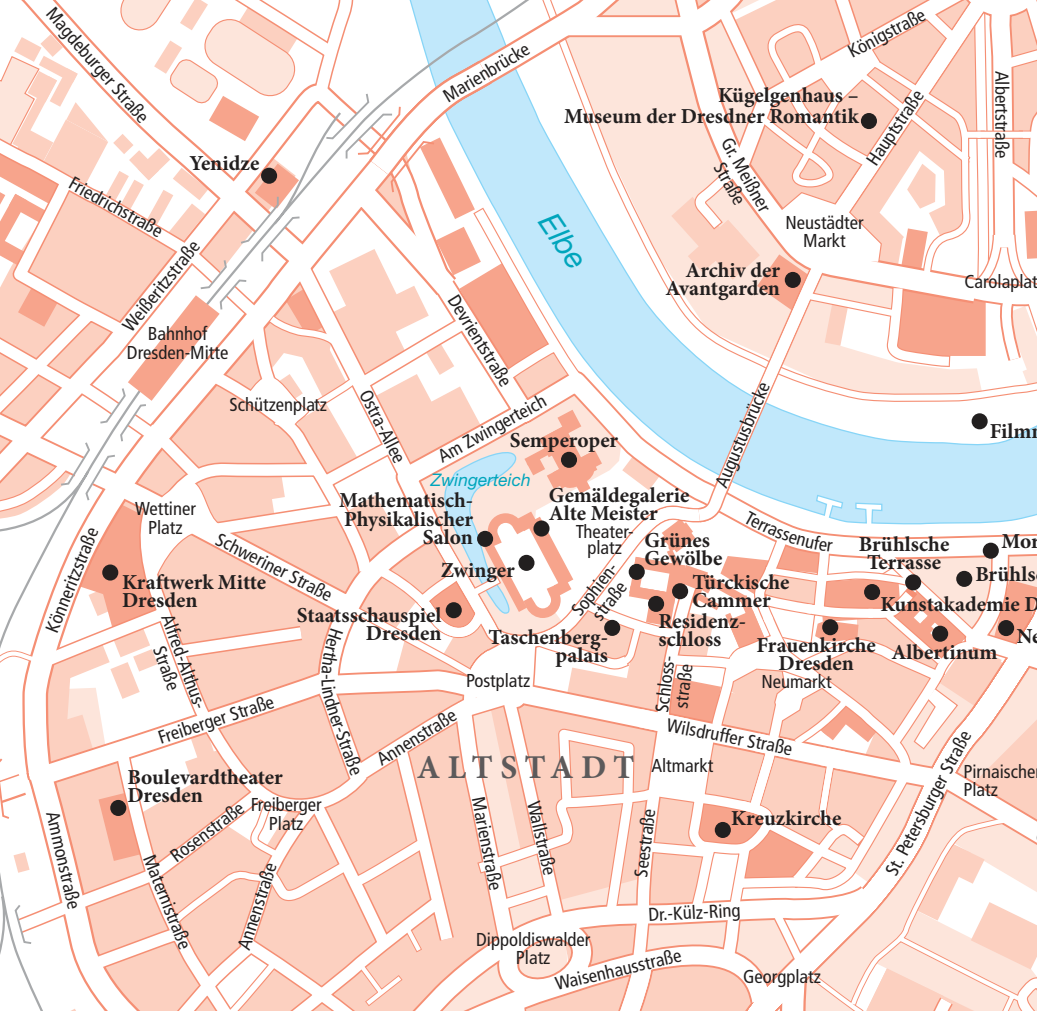 Magdeburger Straße
Marienbrücke
Königstraße
Albertstraße
Kügelgenhaus –
Museum der Dresdner Romantik
Hauptstraße
Gr. Meißner
Straße
Yenidze
Friedrichstraße
Weißeritzstraße
Elbe
Neustädter
Markt
Archiv der
Avantgarden
Carolaplat
Bahnhof
Dresden-Mitte
Devrientstraße
Schützenplatz
Ostra-Allee
Am Zwingerteich
Augustusbrücke
Semperoper
Zwingerteich
Mathematisch-
Physikalischer
Salon
Gemäldegalerie
Alte Meister
Theater-
platz
Zwinger
Wettiner
Platz
Schweriner Straße
Könneritzstraße
Kraftwerk Mitte
Dresden
Staatsschauspiel
Dresden
Sophien-
straße
Grünes
Gewölbe
Türckische
Cammer
Residenz-
schloss
Taschenberg-
palais
Terrassenufer
Brühlsche
Terrasse
Kunstakademie D
Frauenkirche
Dresden
Albertinum
Neumarkt
Alfred-Althus-
Straße
Hertha-Lindner-Straße
Postplatz
Schloss-
straße
Freiberger Straße
Annenstraße
Wilsdruffer Straße
ALTSTADT
Altmarkt
Pirnaischer
Platz
St. Petersburger Straße
Boulevardtheater
Dresden
Freiberger
Platz
Rosenstraße
Kreuzkirche
Ammonstraße
Maternistraße
Annenstraße
Marienstraße
Wallstraße
Seestraße
Dr.-Külz-Ring
Dippoldiswalder
Platz
Waisenhausstraße
Georgplatz